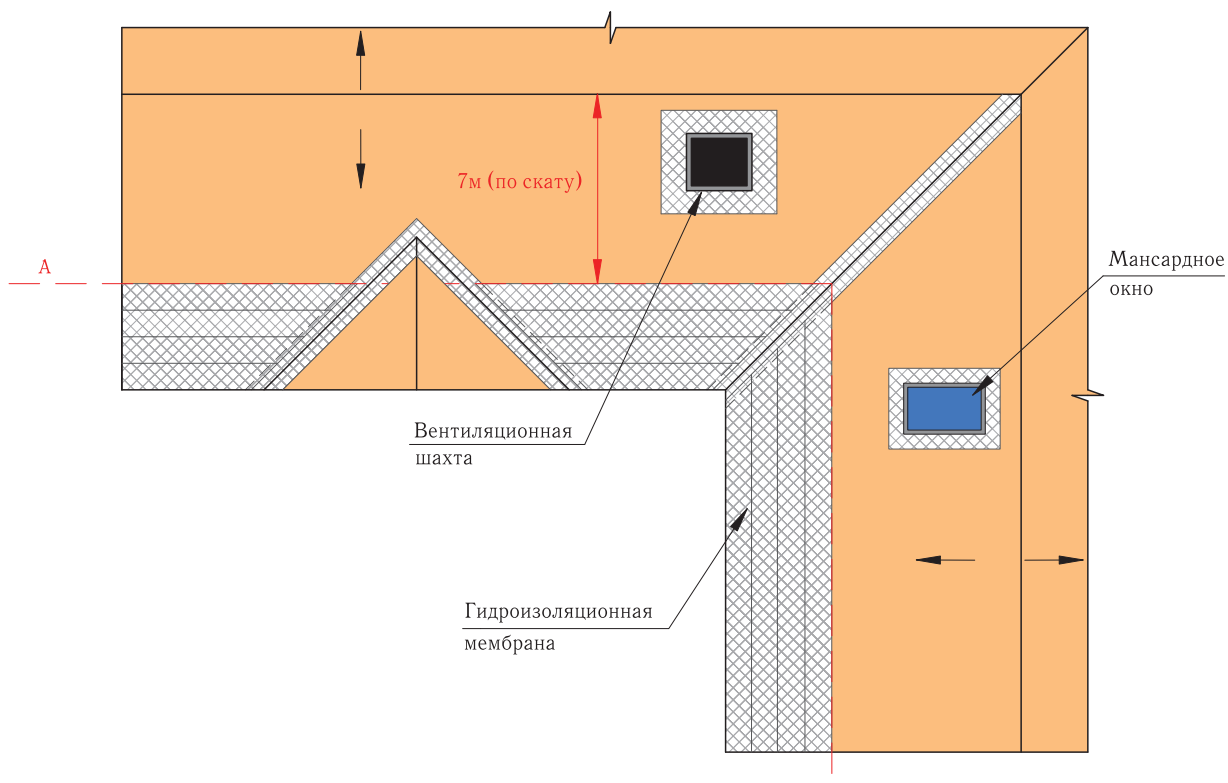 7м (по скату)
А
Мансардное
окно
Вентиляционная
шахта
Гидроизоляционная
мембрана